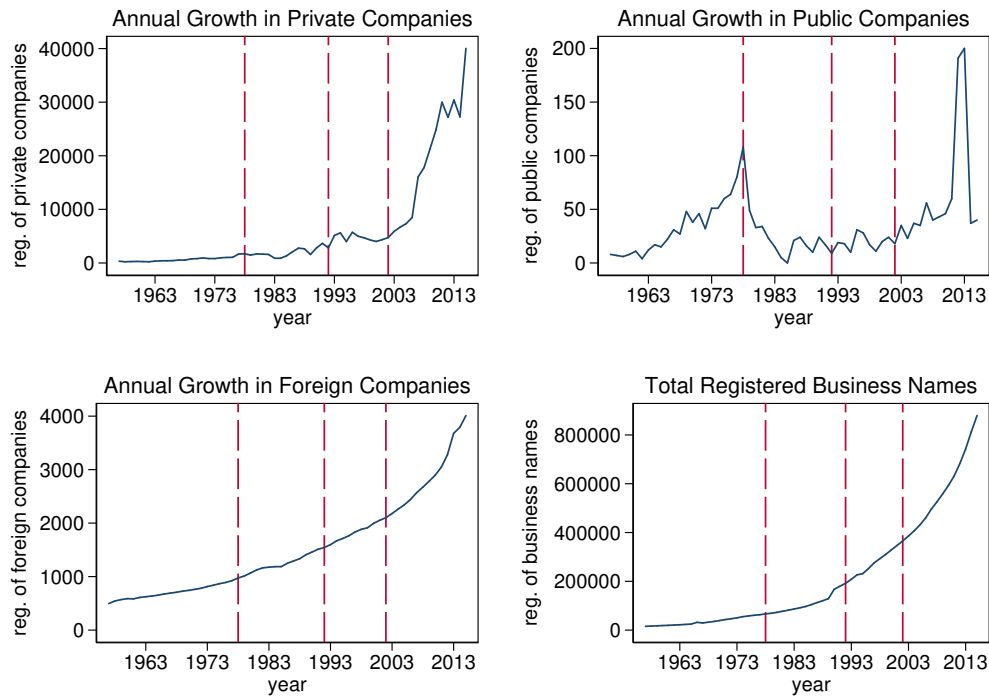 Annual Growth in Private Companies
reg. of private companies
40000
30000
20000
10000
0
1963 1973 1983 1993 2003 2013
year
Annual Growth in Public Companies
reg. of public companies
200
150
100
50
0
1963 1973 1983 1993 2003 2013
year
Annual Growth in Foreign Companies
reg. of foreign companies
4000
3000
2000
1000
0
1963 1973 1983 1993 2003 2013
year
Total Registered Business Names
reg. of business names
800000
600000
400000
200000
0
1963 1973 1983 1993 2003 2013
year